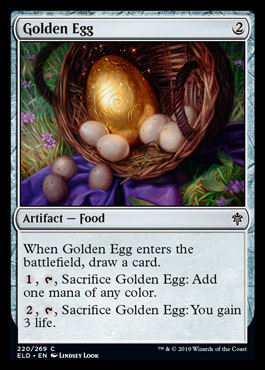 Golden Egg 2
Artifact — Food
When Golden Egg enters the
battlefield, draw a card.
1, T, Sacrifice Golden Egg: Add
one mana of any color.
2, T, Sacrifice Golden Egg: You gain
3 life.
220/269 C
ELD • EN Lindsey Look
™ & © 2019 Wizards of the Coast